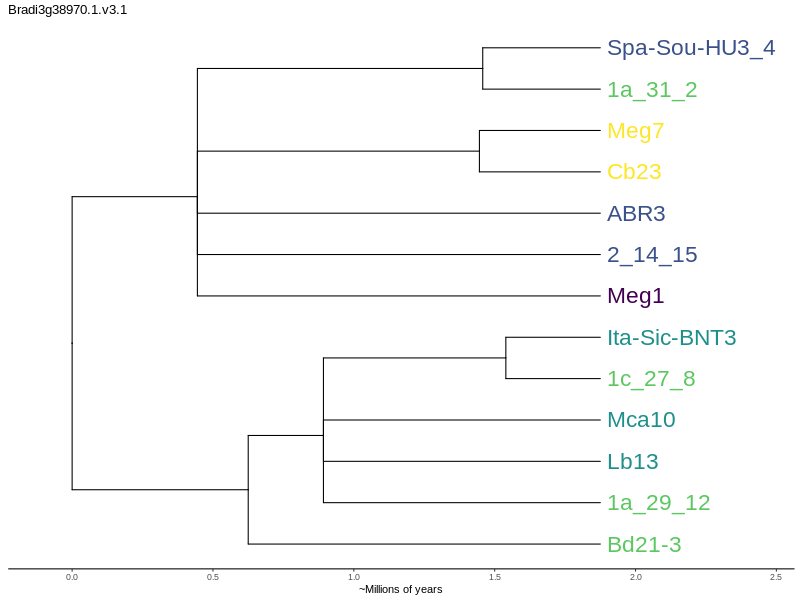 Bradi3g38970.1.v3.1
Spa-Sou-HU3_4
1a_31_2
Meg7
Cb23
ABR3
2_14_15
Meg1
Ita-Sic-BNT3
1c_27_8
Mca10
Lb13
1a_29_12
Bd21-3
0.0 0.5 1.0 1.5 2.0 2.5
~Millions of years